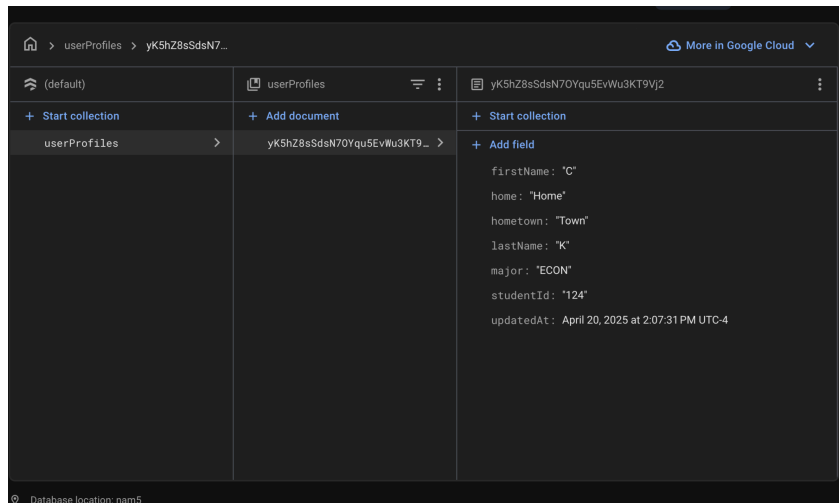 userProfiles > yK5hZ8sSdsN7...
More in Google Cloud
(default)
+ Start collection
userProfiles
userProfiles
+ Add document
yK5hZ8sSdsN7OYqu5EvWu3KT9...
yK5hZ8sSdsN7OYqu5EvWu3KT9Vj2
+ Start collection
+ Add field
firstName: "C"
home: "Home"
hometown: "Town"
lastName: "K"
major: "ECON"
studentId: "124"
updatedAt: April 20, 2025 at 2:07:31 PM UTC-4
Database location: nam5